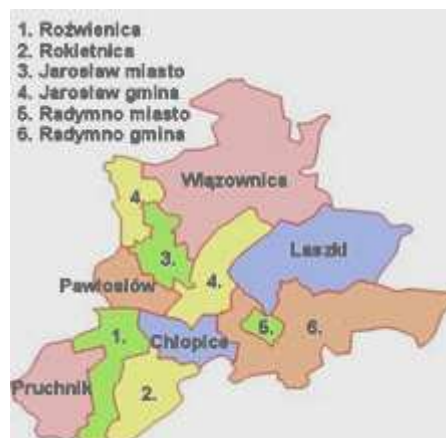 1. Roźwienica
2. Rokietnica
3. Jarosław miasto
4. Jarosław gmina
5. Radymno miasto
6. Radymno gmina
Wiązownica
4.
Laszki
3.
4.
Pawłosiów
5.
6.
1.
Chłopice
Pruchnik
2.